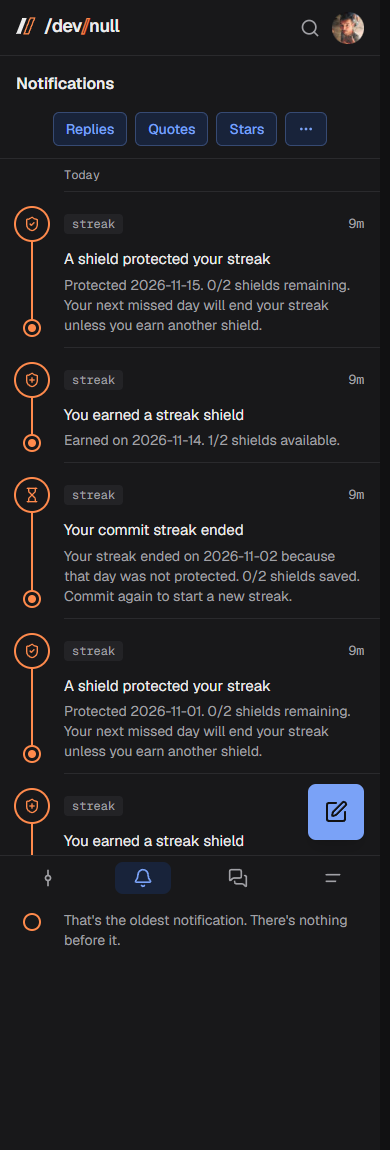 /dev//null
Notifications
Replies
Quotes
Stars
Today
streak
9m
A shield protected your streak
Protected 2026-11-15. 0/2 shields remaining.
Your next missed day will end your streak
unless you earn another shield.
streak
9m
You earned a streak shield
Earned on 2026-11-14. 1/2 shields available.
streak
9m
Your commit streak ended
Your streak ended on 2026-11-02 because
that day was not protected. 0/2 shields saved.
Commit again to start a new streak.
streak
9m
A shield protected your streak
Protected 2026-11-01. 0/2 shields remaining.
Your next missed day will end your streak
unless you earn another shield.
streak
You earned a streak shield
That's the oldest notification. There's nothing
before it.